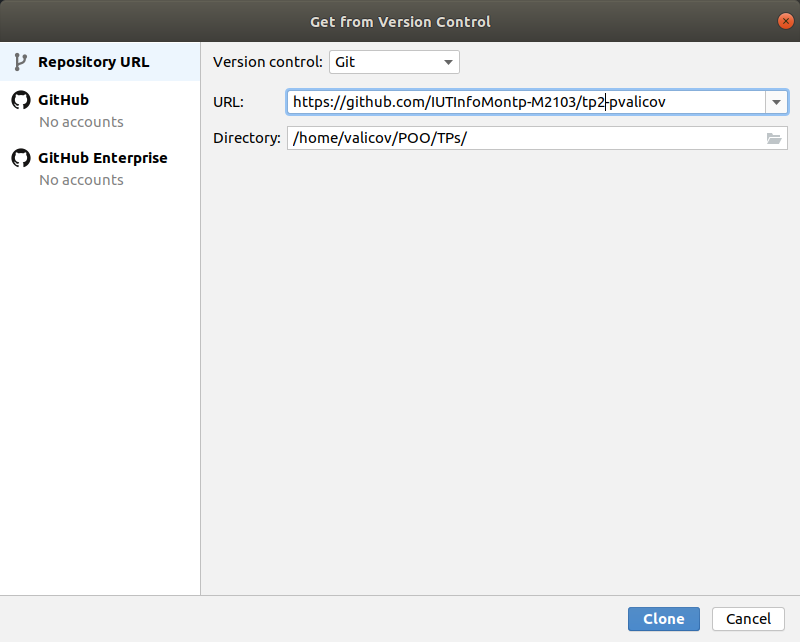 Get from Version Control
Repository URL
GitHub
No accounts
GitHub Enterprise
No accounts
Version control: Git
URL: https://github.com/IUTInfoMontp-M2103/tp2-pvalicov
Directory: /home/valicov/POO/TPs/
Clone Cancel